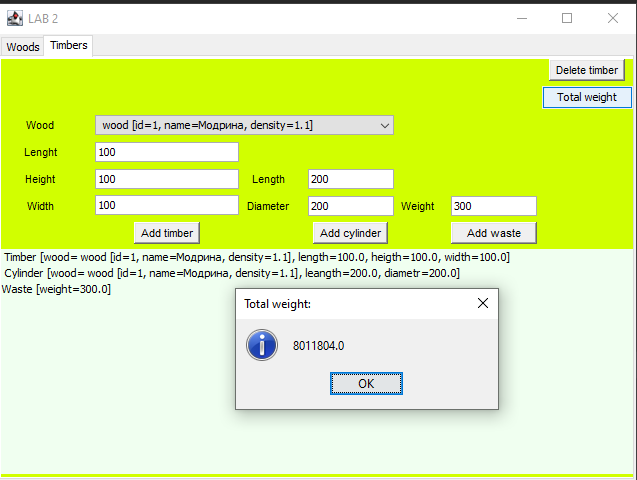 LAB 2
Woods Timbers
Delete timber
Total weight
Wood wood [id=1, name=Модрина, density=1.1]
Lenght 100
Height 100 Length 200
Width 100 Diameter 200 Weight 300
Add timber Add cylinder Add waste
Timber [wood= wood [id=1, name=Модрина, density=1.1], length=100.0, heigth=100.0, width=100.0]
Cylinder [wood= wood [id=1, name=Модрина, density=1.1], leangth=200.0, diametr=200.0]
Waste [weight=300.0]
Total weight:
8011804.0
OK